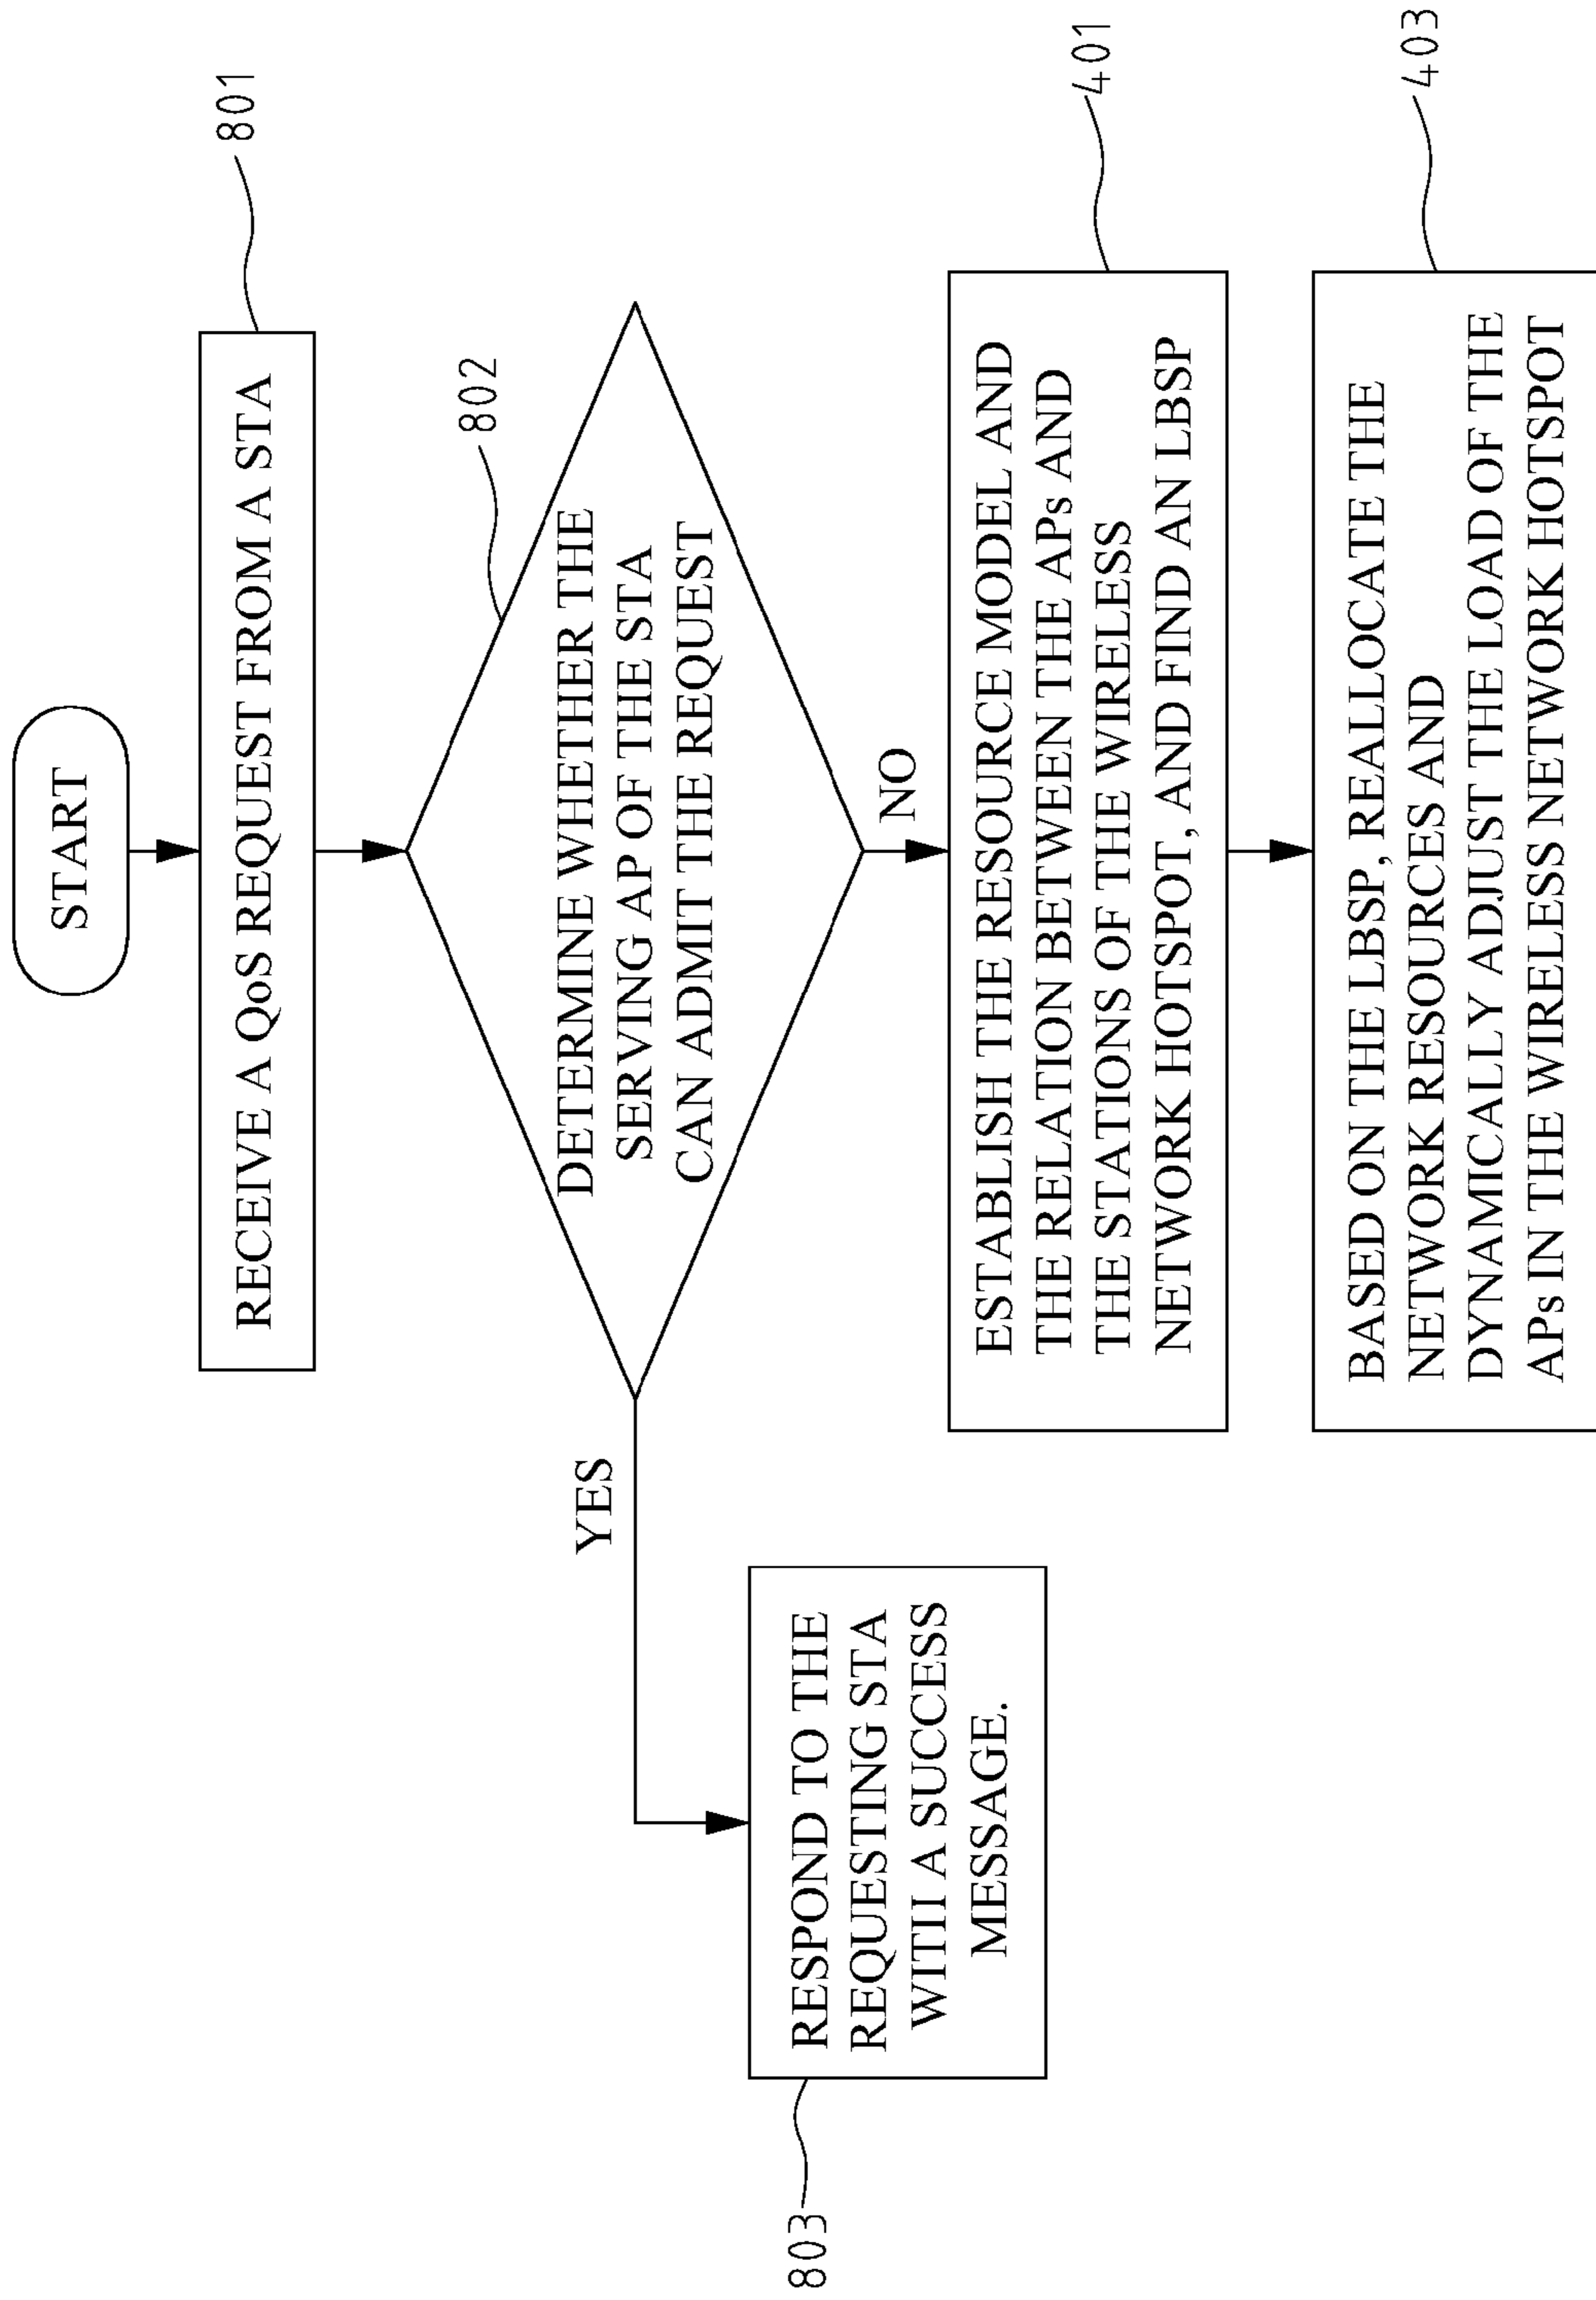 START
RECEIVE A QoS REQUEST FROM A STA
801
802
DETERMINE WHETHER THE
SERVING AP OF THE STA
CAN ADMIT THE REQUEST
YES
NO
RESPOND TO THE
REQUESTING STA
WITII A SUCCESS
MESSAGE.
803
ESTABLISH THE RESOURCE MODEL AND
THE RELATION BETWEEN THE APs AND
THE STATIONS OF THE WIRELESS
NETWORK HOTSPOT, AND FIND AN LBSP
401
BASED ON THE LBSP, REALLOCATE THE
NETWORK RESOURCES AND
DYNAMICALLY ADJUST THE LOAD OF THE
APs IN THE WIRELESS NETWORK HOTSPOT
403